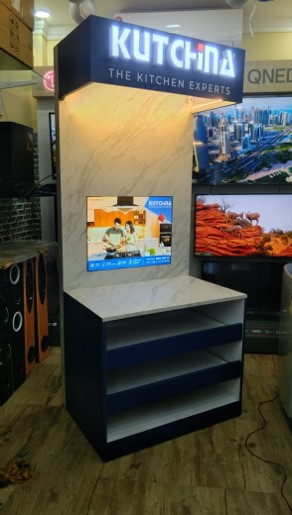 KUTCHINA
THE KITCHEN EXPERTS
QNED
KUTCHINA